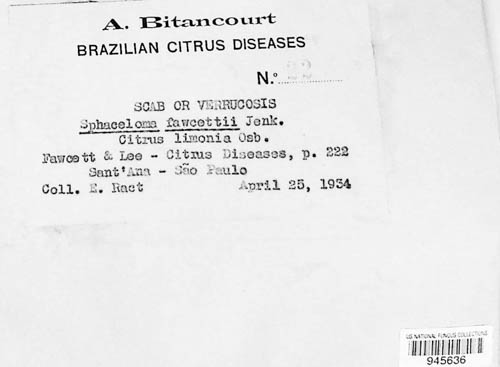 A. Bitancourt
BRAZILIAN CITRUS DISEASES
N.º
SCAB OR VERRUCOSIS
Sphaceloma fawcettii Jenk.
Citrus limonia Osb.
Fawcett & Lee - Citrus Diseases, p. 222
Sant'Ana - São Paulo
Coll. E. Ract April 25, 1934
US NATIONAL FUNGUS COLLECTIONS
945636